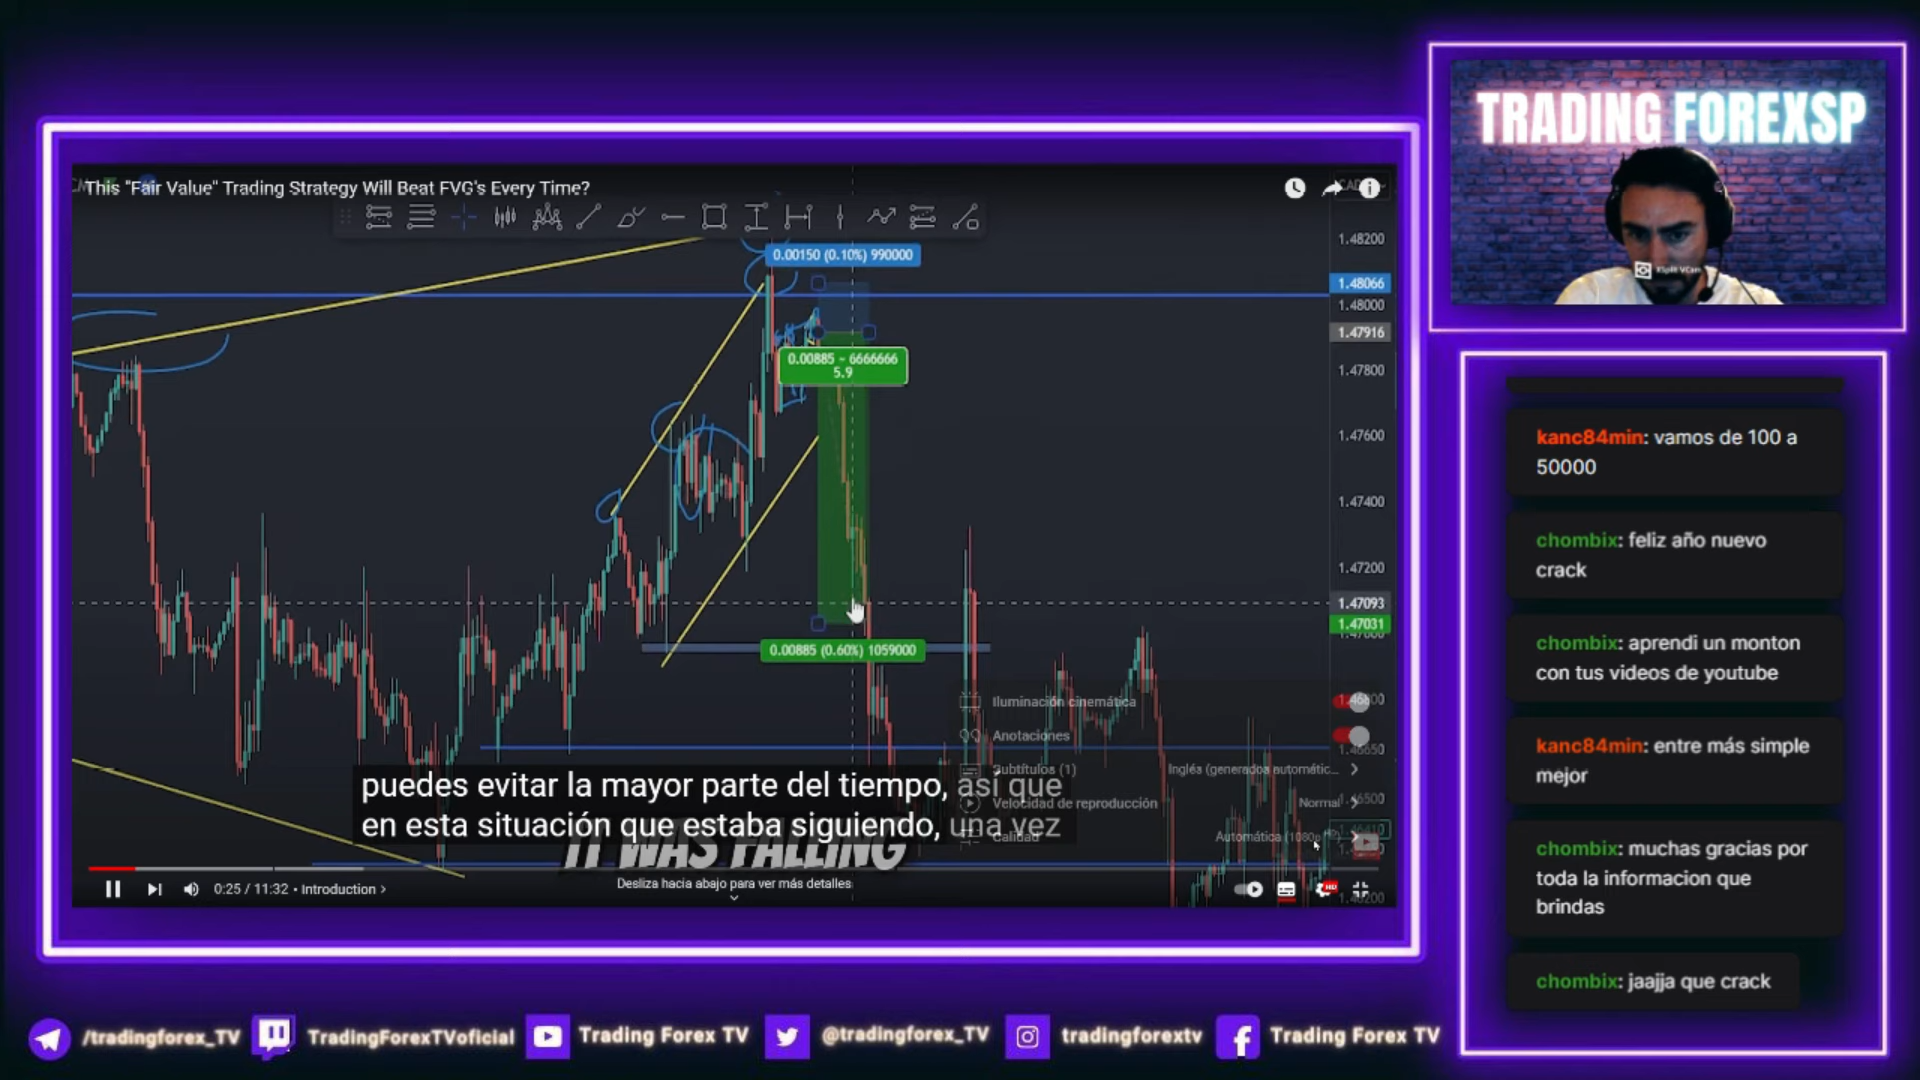 This "Fair Value" Trading Strategy Will Beat FVG's Every Time?
TRADING FOREXSP
XSplit VCam
0.00150 (0.10%) 990000
0.00885 ~ 6666666
5.9
0.00885 (0.60%) 1059000
1.48200
1.48066
1.48000
1.47916
1.47800
1.47600
1.47400
1.47200
1.47093
1.47031
Iluminación cinemática
Anotaciones
Subtítulos (1) Inglés (generados automátic...
Velocidad de reproducción Normal
Calidad Automática (1080p HD)
puedes evitar la mayor parte del tiempo, así que
en esta situación que estaba siguiendo, una vez
IT WAS FALLING
Desliza hacia abajo para ver más detalles
0:25 / 11:32 • Introduction
HD
kanc84min: vamos de 100 a
50000
chombix: feliz año nuevo
crack
chombix: aprendi un monton
con tus videos de youtube
kanc84min: entre más simple
mejor
chombix: muchas gracias por
toda la informacion que
brindas
chombix: jaajja que crack
/tradingforex_TV
TradingForexTVoficial
Trading Forex TV
@tradingforex_TV
tradingforextv
Trading Forex TV